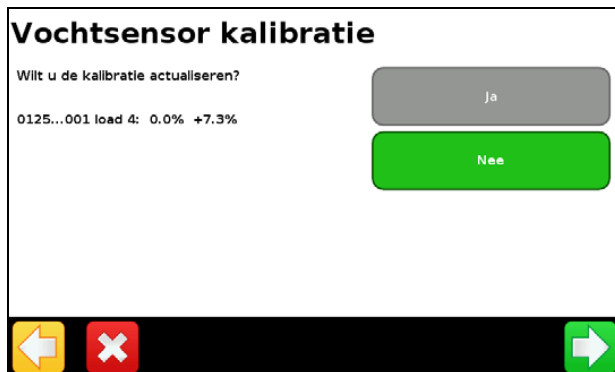 Vochtsensor kalibratie
Wilt u de kalibratie actualiseren?
Ja
0125...001 load 4: 0.0% +7.3%
Nee